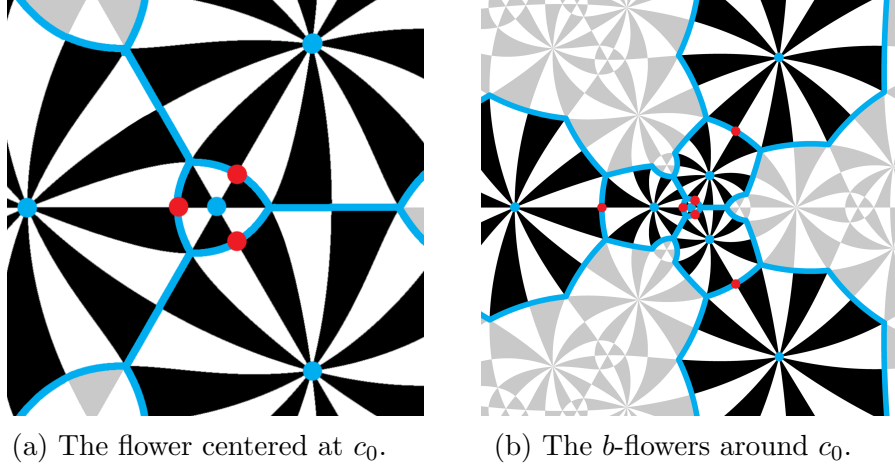 (a) The flower centered at c₀.
(b) The b-flowers around c₀.